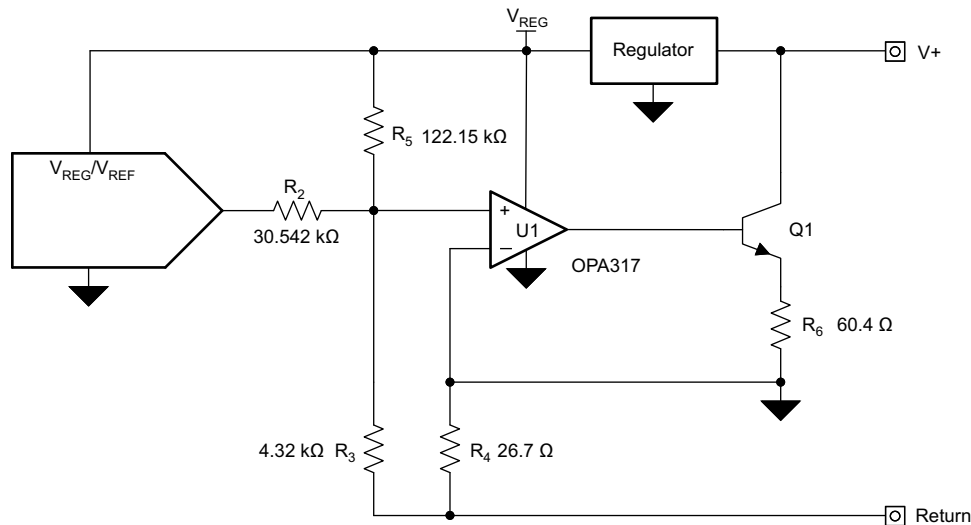 V_REG
Regulator
V+
R_5 122.15 kΩ
V_REG/V_REF
R_2
30.542 kΩ
+
U1
−
OPA317
Q1
R_6 60.4 Ω
4.32 kΩ R_3
R_4 26.7 Ω
Return